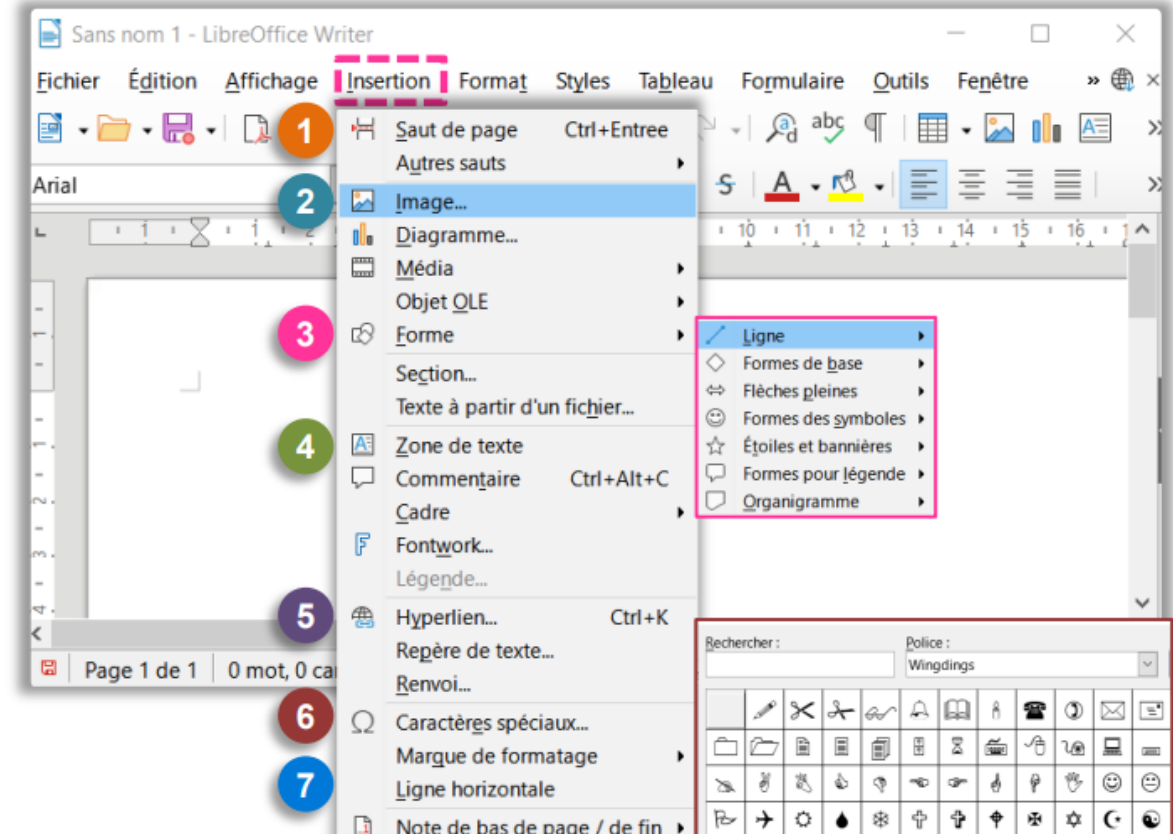 Sans nom 1 - LibreOffice Writer
Fichier Édition Affichage Insertion Format Styles Tableau Formulaire Outils Fenêtre »
1 Saut de page Ctrl+Entree
Autres sauts
Arial
2 Image...
Diagramme...
Média
Objet OLE
3 Forme
Ligne
Formes de base
Flèches pleines
Formes des symboles
Étoiles et bannières
Formes pour légende
Organigramme
Section...
Texte à partir d'un fichier...
4 Zone de texte
Commentaire Ctrl+Alt+C
Cadre
Fontwork...
Légende...
5 Hyperlien... Ctrl+K
Repère de texte...
Renvoi...
Page 1 de 1 0 mot, 0 ca
Rechercher : Police :
Wingdings
6 Caractères spéciaux...
Marque de formatage
7 Ligne horizontale
Note de bas de page / de fin